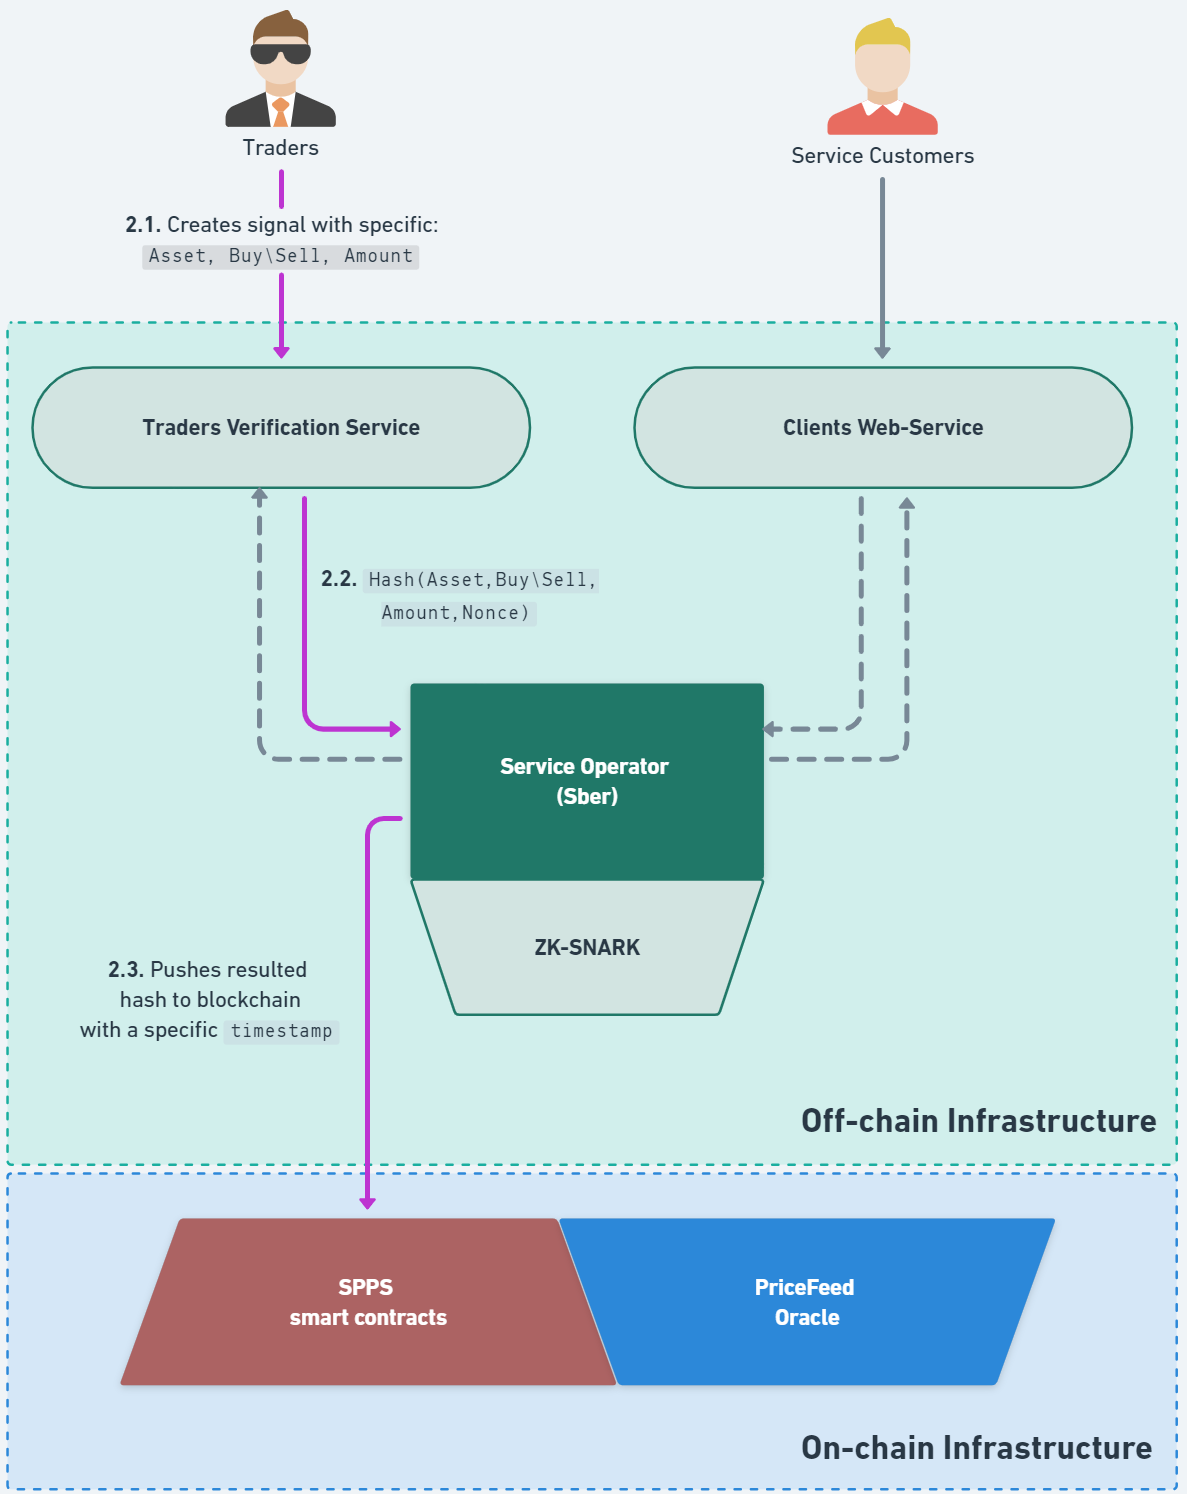 Traders
Service Customers
2.1. Creates signal with specific:
Asset, Buy\Sell, Amount
Traders Verification Service
Clients Web-Service
2.2. Hash(Asset,Buy\Sell,
Amount,Nonce)
Service Operator
(Sber)
ZK-SNARK
2.3. Pushes resulted
hash to blockchain
with a specific timestamp
Off-chain Infrastructure
SPPS
smart contracts
PriceFeed
Oracle
On-chain Infrastructure